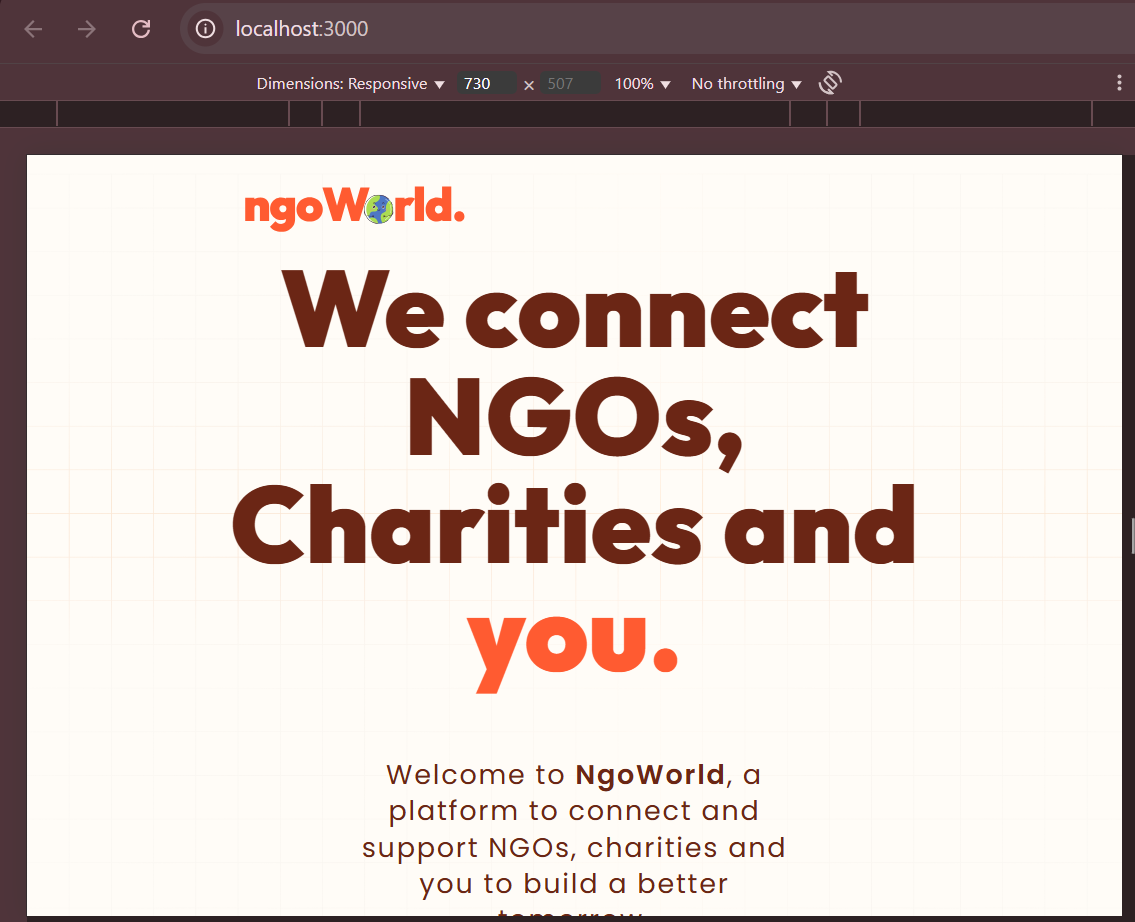 localhost:3000
Dimensions: Responsive 730 × 507 100% No throttling
ngoWorld.
We connect
NGOs,
Charities and
you.
Welcome to NgoWorld, a
platform to connect and
support NGOs, charities and
you to build a better
tomorrow